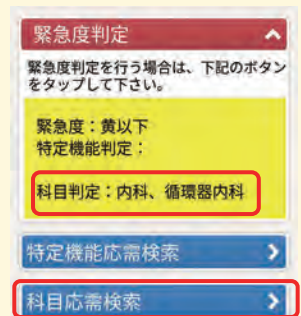 緊急度判定
緊急度判定を行う場合は、下記のボタン
をタップして下さい。
緊急度：黄以下
特定機能判定：
科目判定：内科、循環器内科
特定機能応需検索
科目応需検索